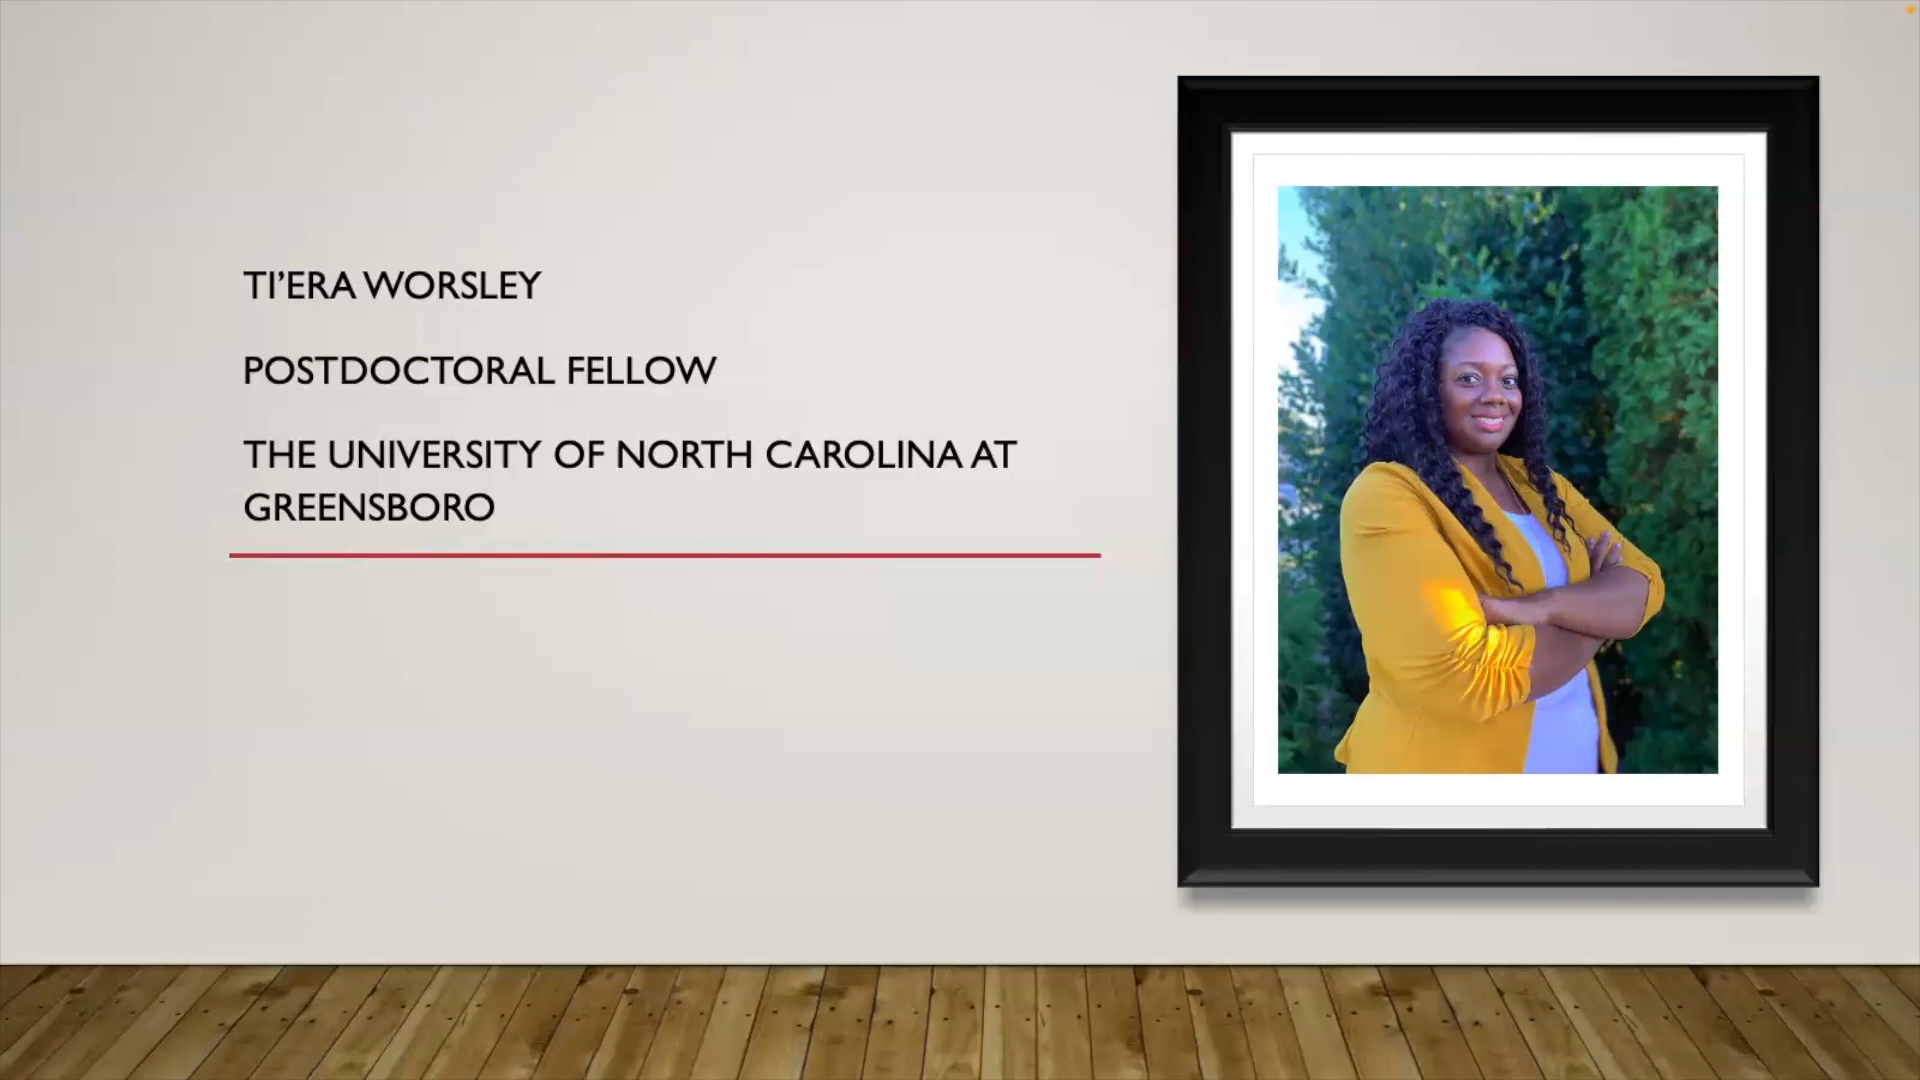 TI’ERA WORSLEY
POSTDOCTORAL FELLOW
THE UNIVERSITY OF NORTH CAROLINA AT
GREENSBORO